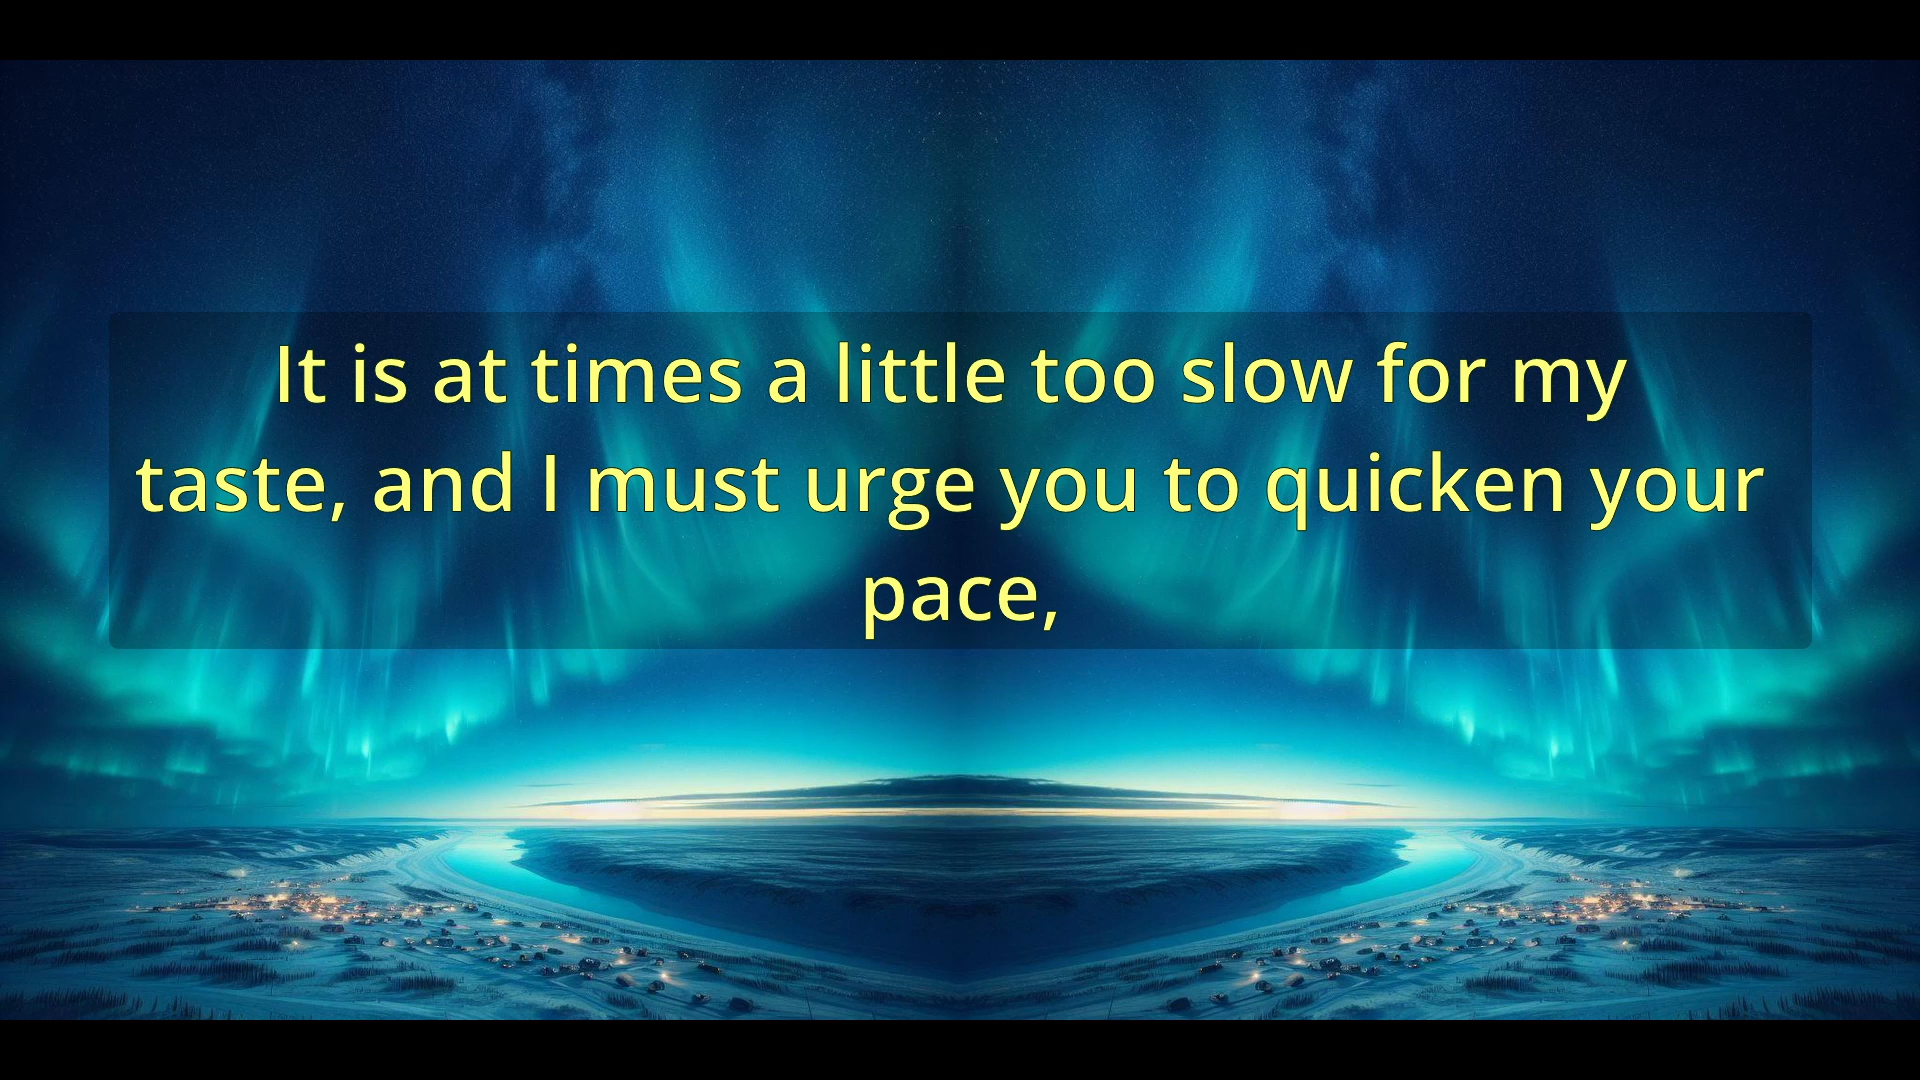 It is at times a little too slow for my
taste, and I must urge you to quicken your
pace,